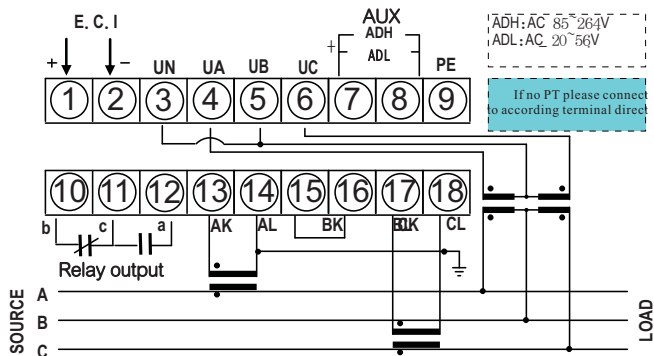 E. C. I
AUX
ADH
ADL
+ -
+
UN UA UB UC PE
1 2 3 4 5 6 7 8 9
ADH:AC 85~264V
ADL:AC 20~56V
If no PT please connect
to according terminal direct
10 11 12 13 14 15 16 17 18
b c a AK AL BK CK CL
Relay output
SOURCE
A
B
C
LOAD